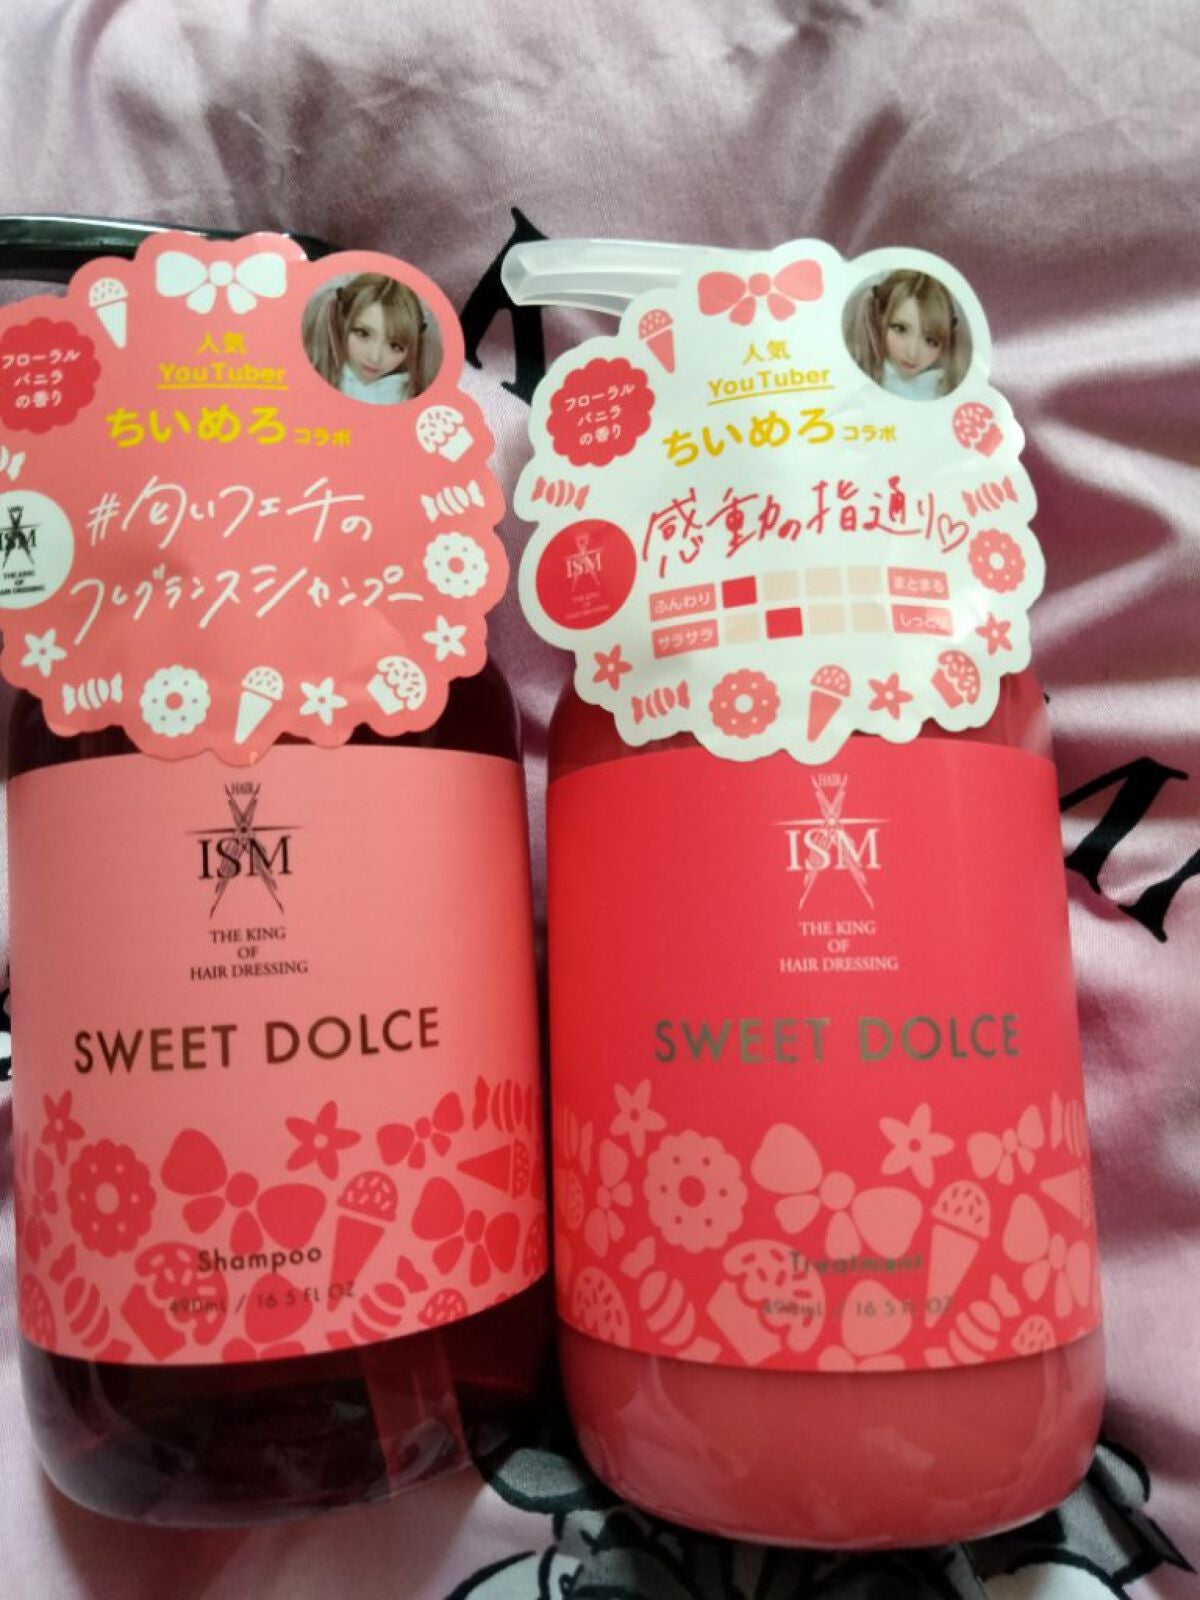 フローラル
バニラ
の香り
人気
YouTuber
ちいめろコラボ
#匂いフェチの
フレグランスシャンプー
ISM
THE KING
OF
HAIR DRESSING
HAIR
ISM
THE KING
OF
HAIR DRESSING
SWEET DOLCE
Shampoo
490mL / 16.5 FL OZ
フローラル
バニラ
の香り
人気
YouTuber
ちいめろコラボ
感動の指通り♡
ISM
THE KING
OF
HAIR DRESSING
ふんわり まとまる
サラサラ しっとり
HAIR
ISM
THE KING
OF
HAIR DRESSING
SWEET DOLCE
Treatment
490mL / 16.5 FL OZ